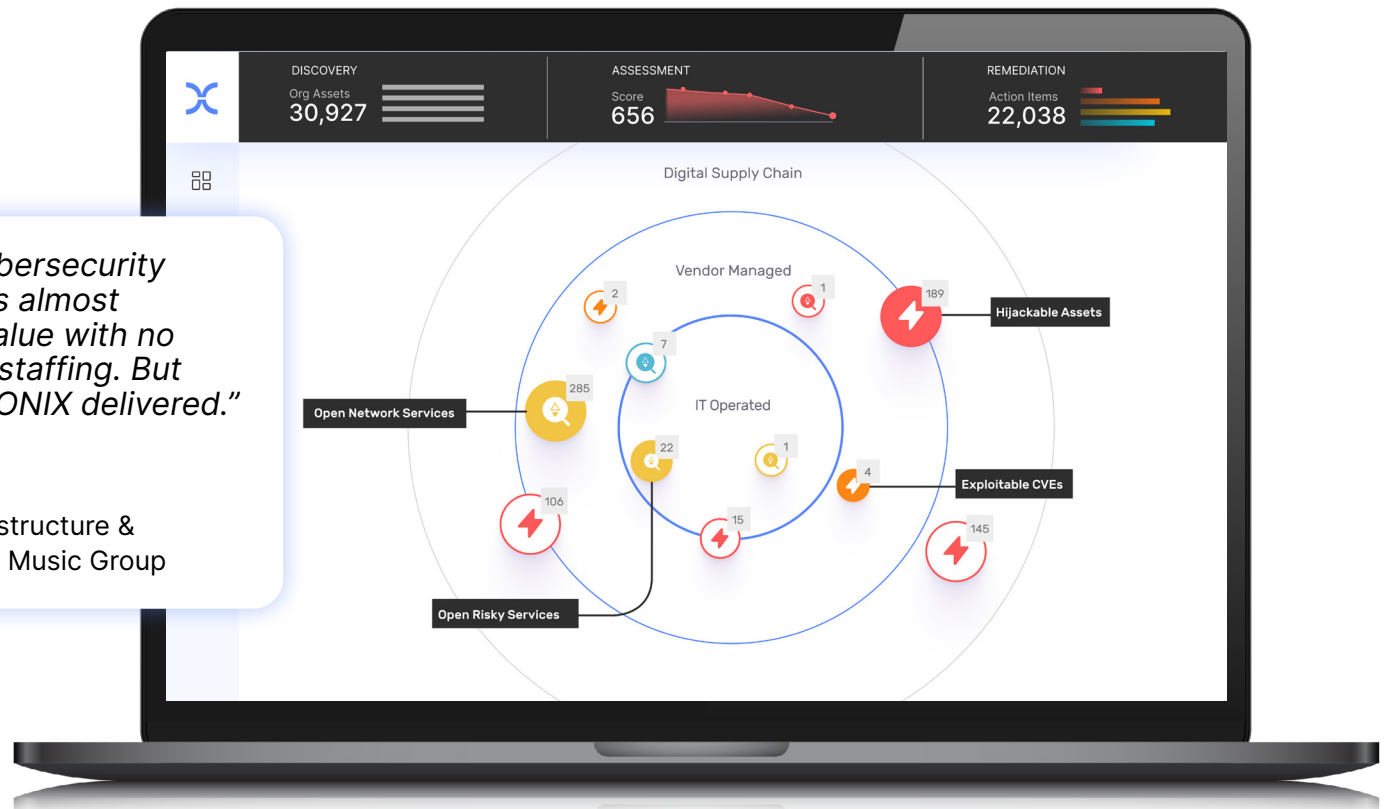 DISCOVERY
Org Assets
30,927
ASSESSMENT
Score
656
REMEDIATION
Action Items
22,038
Digital Supply Chain
Vendor Managed
IT Operated
2
1
189
Hijackable Assets
7
285
Open Network Services
22
1
4
Exploitable CVEs
106
15
145
Open Risky Services
bersecurity
s almost
alue with no
staffing. But
ONIX delivered.”
structure &
Music Group